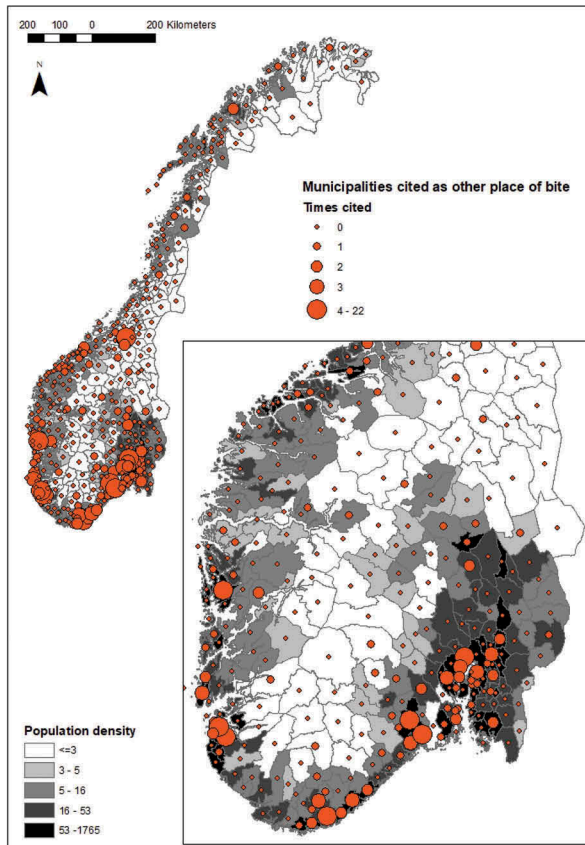 200 100 0 200 Kilometers
N
Municipalities cited as other place of bite
Times cited
0
1
2
3
4 - 22
Population density
<=3
3 - 5
5 - 16
16 - 53
53 -1765